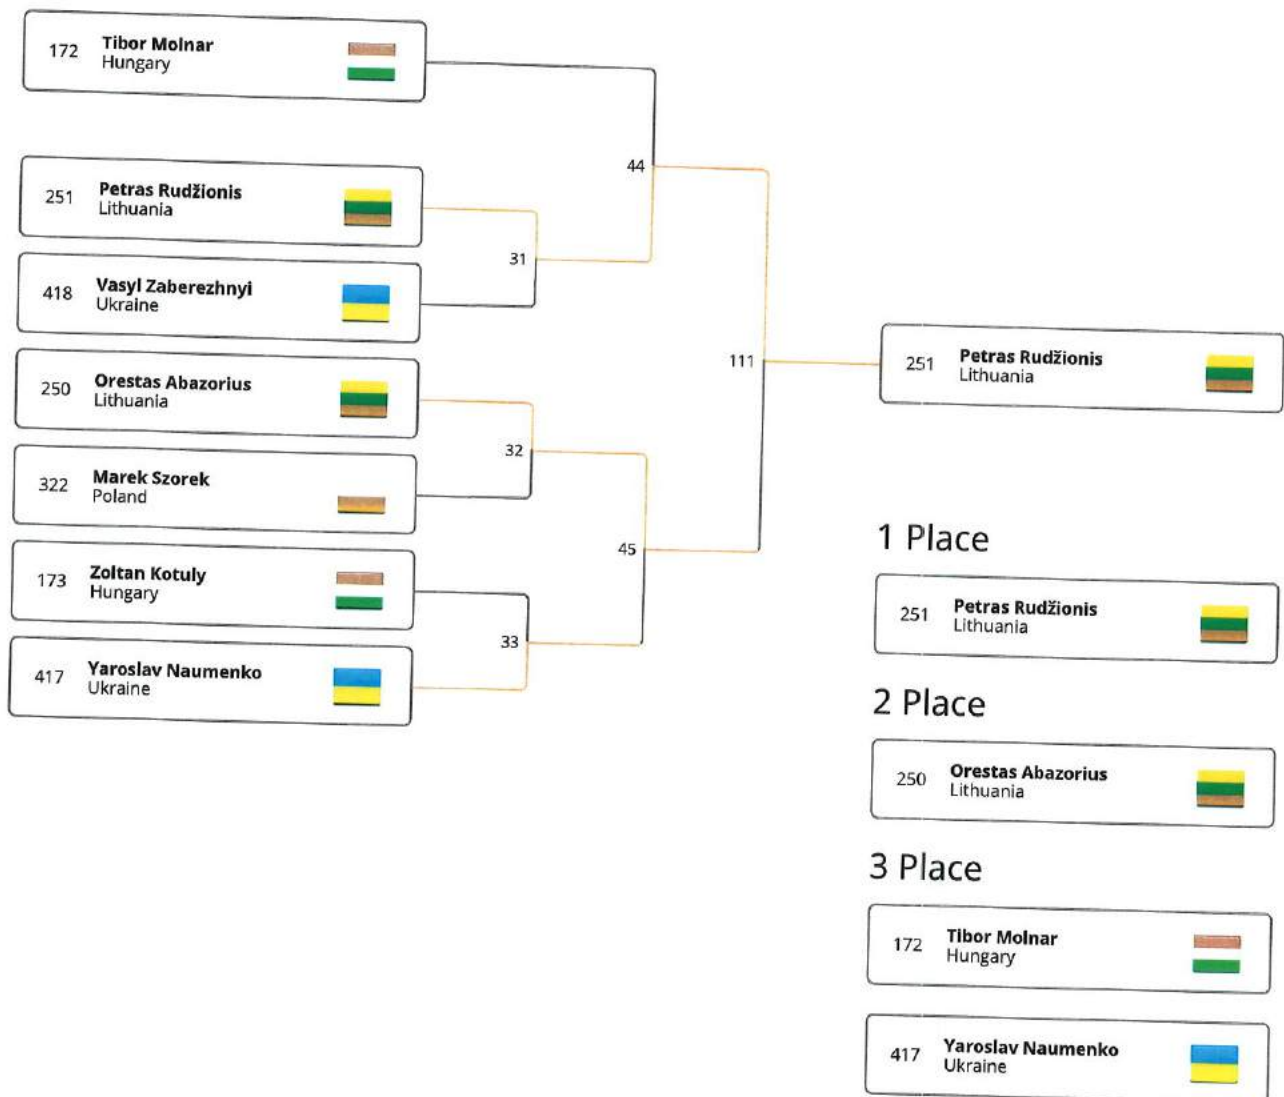 172
Tibor Molnar
Hungary
251
Petras Rudžionis
Lithuania
418
Vasyl Zaberezhnyi
Ukraine
250
Orestas Abazorius
Lithuania
322
Marek Szorek
Poland
173
Zoltan Kotuly
Hungary
417
Yaroslav Naumenko
Ukraine
31
32
33
44
45
111
251
Petras Rudžionis
Lithuania
1 Place
251
Petras Rudžionis
Lithuania
2 Place
250
Orestas Abazorius
Lithuania
3 Place
172
Tibor Molnar
Hungary
417
Yaroslav Naumenko
Ukraine